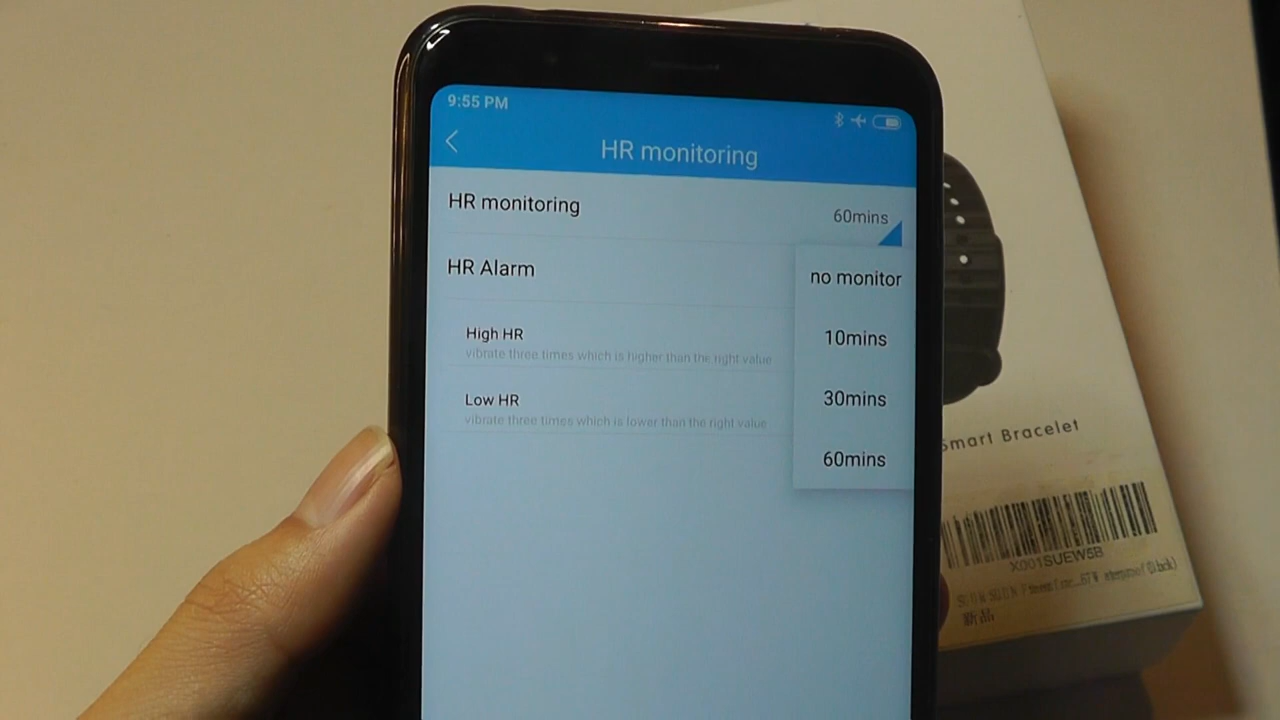 9:55 PM
HR monitoring
HR monitoring
60mins
HR Alarm
no monitor
10mins
High HR
vibrate three times which is higher than the right value
30mins
Low HR
vibrate three times which is lower than the right value
60mins
Smart Bracelet
X001SUEW5B
新品